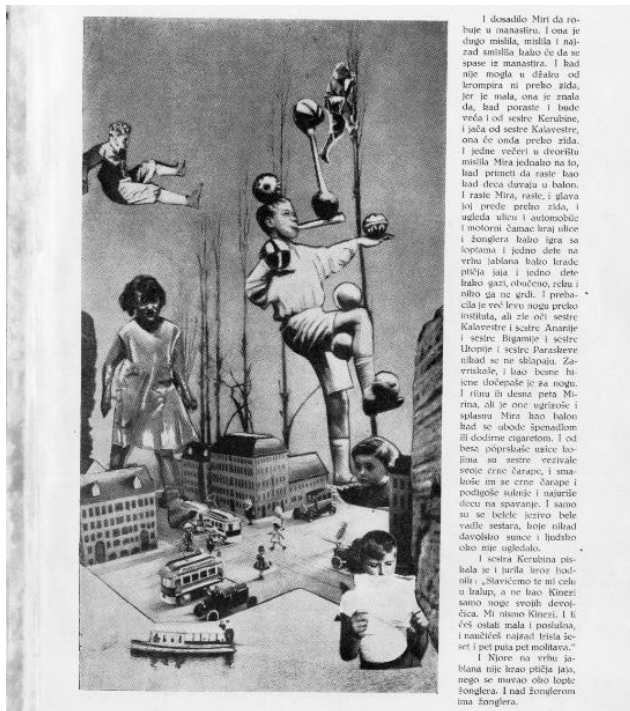 I dosadilo Miri da ro-
buje u manastiru. I ona je
dugo mislila, mislila i naj-
zad smislila kako će da se
spase iz manastira. I kad
nije mogla u džaku od
krompira ni preko zida,
jer je mala, ona je znala
da, kad poraste i bude
veća i od sestre Kerubine,
i jača od sestre Kalavestre,
ona će onda preko zida.
I jedne večeri u dvorištu
mislila Mira jednako na to,
kad primeti da raste kao
kad deca duvaju u balon.
I raste Mira, raste, i glava
joj pređe preko zida, i
ugleda ulicu i automobile
i motorni čamac kraj ulice
i žonglera kako igra sa
loptama i jedno dete na
vrhu jablana kako krade
ptičja jaja i jedno dete
kako gazi, obučeno, reku i
niko ga ne grdi. I preba-
cila je već levu nogu preko
instituta, ali zle oči sestre
Kalavestre i sestre Ananije
i sestre Bigamije i sestre
Utopije i sestre Paraskeve
nikad se ne sklapaju. Za-
vriskaše, i kao besne hi-
jene dočepaše je za nogu.
I ritnu ih desna peta Mi-
rina, ali je one ugrizoše i
splasnu Mira kao balon
kad se ubode špenadlom
ili dodirne cigaretom. I od
besa poprskaše uzice ko-
jima su sestre vezivale
svoje crne čarape, i sma-
koše im se crne čarape i
podigoše suknje i najuriše
decu na spavanje. I samo
su se belele jezivo bele
vadle sestara, koje nikad
davolsko sunce i ljudsko
oko nije ugledalo.
I sestra Kerubina pis-
kala je i jurila kroz hod-
nik: „Slavićemo te mi celu
u kalup, a ne kao Kinezi
samo noge svojih devoj-
čica. Mi nismo Kinezi. I ti
ćeš ostati mala i poslušna,
i naučićeš najzad trista še-
set i pet puta pet molitava."
I Njore na vrhu ja-
blana nije krao ptičja jaja,
nego se muvao oko lopte
žonglera. I nad žonglerom
ima žonglera.